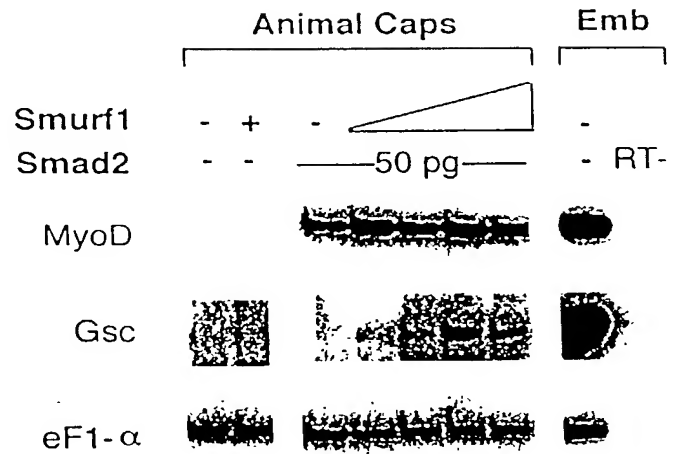 Animal Caps Emb
Smurf1 - + - -
Smad2 - - 50 pg - RT-
MyoD
Gsc
eF1-α